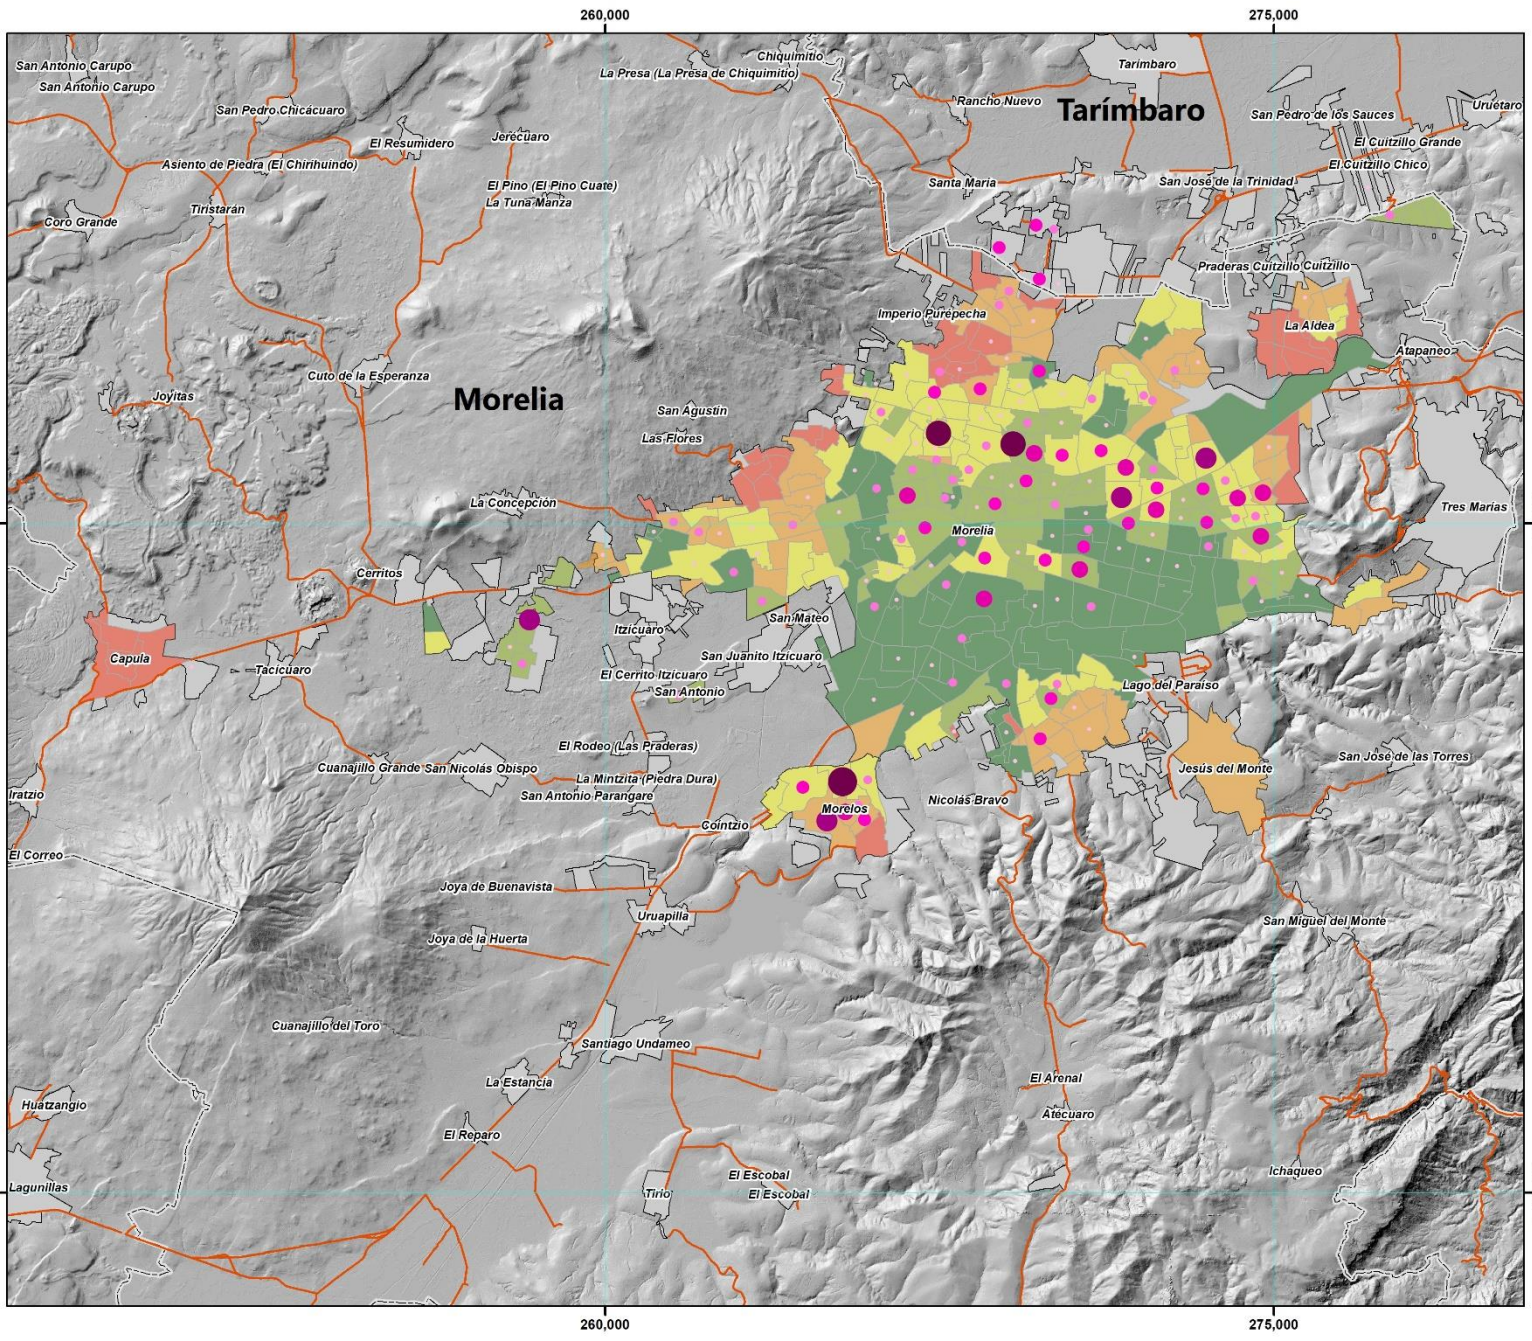 260,000
275,000
Chiquimitio
La Presa (La Presa de Chiquimitio)
Tarímbaro
San Antonio Carupo
San Antonio Carupo
Rancho Nuevo
Tarímbaro
Uruétaro
San Pedro Chicácuaro
San Pedro de los Sauces
El Resumidero
Jerécuaro
El Cuitzillo Grande
Asiento de Piedra (El Chirihuindo)
El Cuitzillo Chico
El Pino (El Pino Cuate)
Santa María
San José de la Trinidad
La Tuna Manza
Tiristarán
Coro Grande
Praderas Cuitzillo Cuitzillo
Imperio Purépecha
La Aldea
Atapaneo
Cuto de la Esperanza
Joyitas
Morelia
San Agustín
Las Flores
La Concepción
Tres Marías
Morelia
Cerritos
San Mateo
Itzícuaro
Capula
Tacícuaro
San Juanito Itzícuaro
El Cerrito Itzícuaro
San Antonio
Lago del Paraíso
El Rodeo (Las Praderas)
San José de las Torres
Cuanajillo Grande
San Nicolás Obispo
Jesús del Monte
La Mintzita (Piedra Dura)
Iratzio
San Antonio Parangare
Nicolás Bravo
Morelos
Cointzio
El Correo
Joya de Buenavista
Uruapilla
San Miguel del Monte
Joya de la Huerta
Cuanajillo del Toro
Santiago Undameo
La Estancia
El Arenal
Huatzangio
Atécuaro
El Reparo
Ichaqueo
El Escobal
Lagunillas
Tirio
El Escobal
260,000
275,000